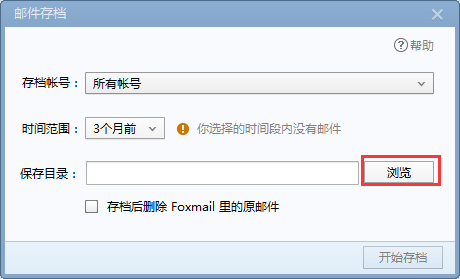 邮件存档
帮助
存档帐号： 所有帐号
时间范围： 3个月前 你选择的时间段内没有邮件
保存目录： 浏览
存档后删除 Foxmail 里的原邮件
开始存档